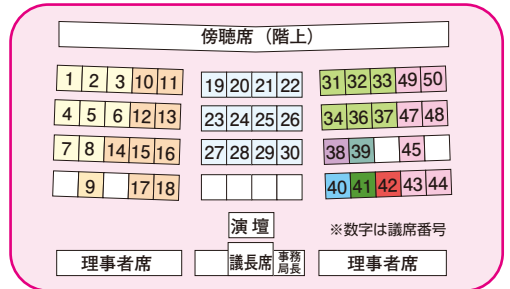 傍聴席（階上）
1 2 3 10 11 19 20 21 22 31 32 33 49 50
4 5 6 12 13 23 24 25 26 34 36 37 47 48
7 8 14 15 16 27 28 29 30 38 39 45
9 17 18 40 41 42 43 44
演壇
※数字は議席番号
理事者席 議長席 事務局長 理事者席